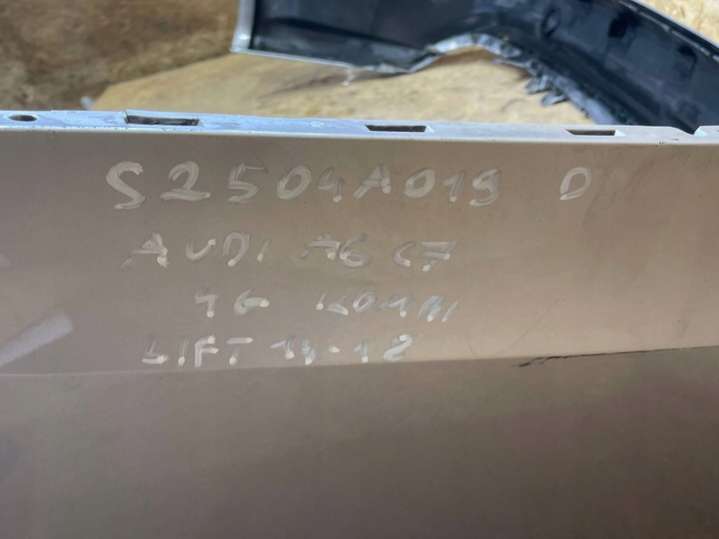 S2504A019 D
AUDI A6 C7
4G KOMBI
LIFT 14-18